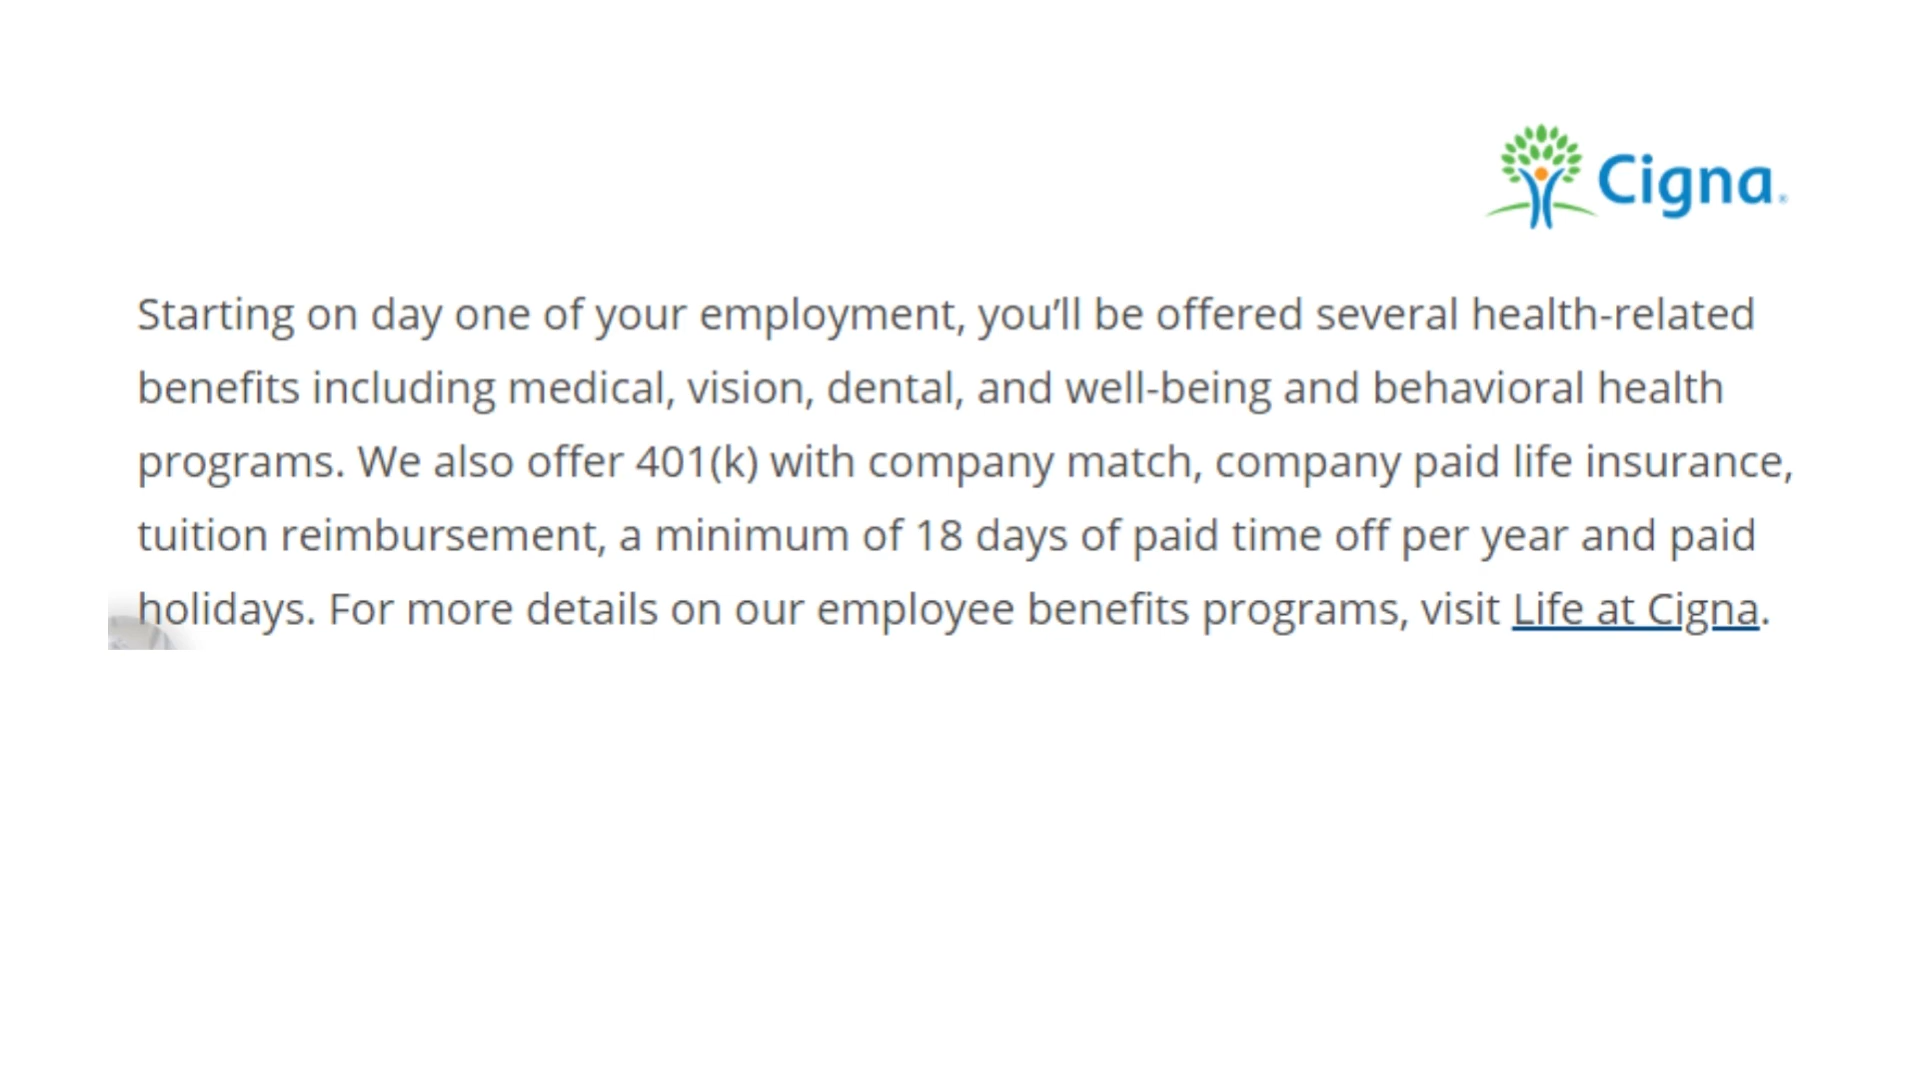 Cigna®
Starting on day one of your employment, you’ll be offered several health-related
benefits including medical, vision, dental, and well-being and behavioral health
programs. We also offer 401(k) with company match, company paid life insurance,
tuition reimbursement, a minimum of 18 days of paid time off per year and paid
holidays. For more details on our employee benefits programs, visit Life at Cigna.